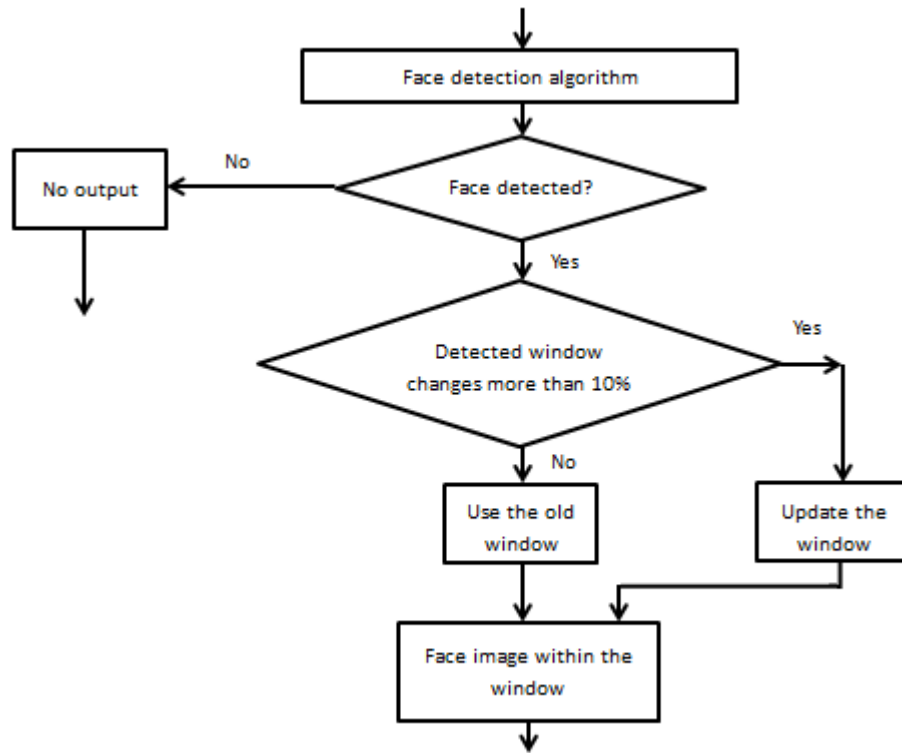 Face detection algorithm
No
No output
Face detected?
Yes
Detected window
changes more than 10%
Yes
No
Use the old
window
Update the
window
Face image within the
window